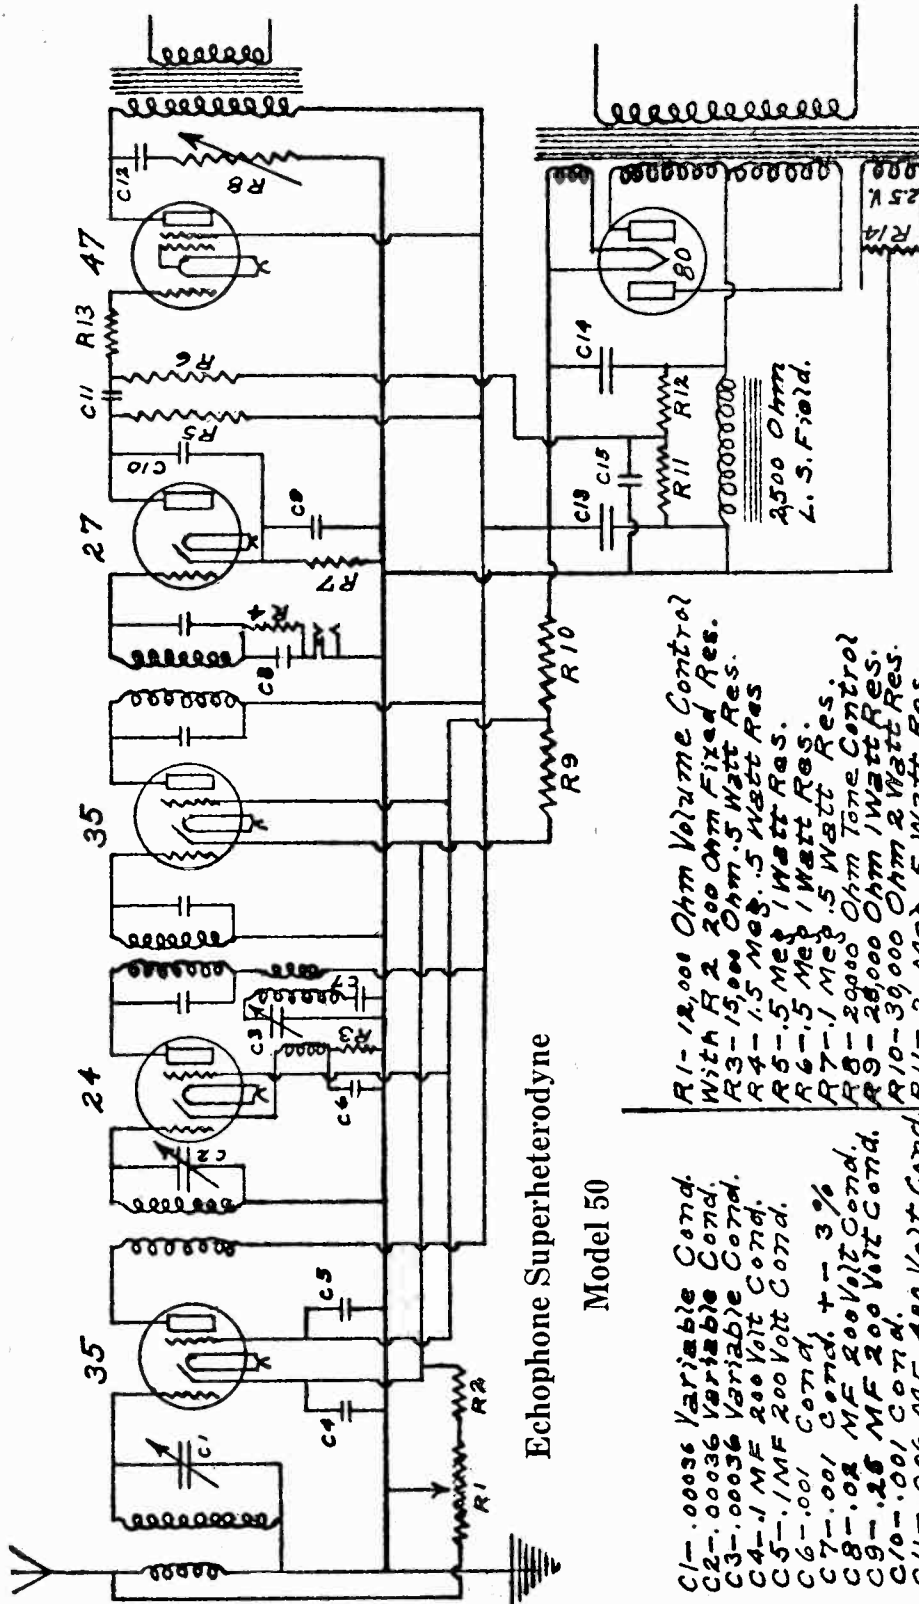 35
24
35
27
47
C1
C2
C3
C4
C5
C6
C7
R1
R2
R3
C8
R4
C9
R7
C10
R5
C11
R6
R13
C12
R8
R9
R10
C13
C15
R11
R12
C14
80
2.5 V.
R14
2,500 Ohm
L. S. Field.
Echophone Superheterodyne
Model 50
C1-.00036 Variable Cond.
C2-.00036 Variable Cond.
C3-.00036 Variable Cond.
C4-.1 MF 200 Volt Cond.
C5-.1 MF 200 Volt Cond.
C6-.001 Cond.
C7-.001 Cond. + - 3%
C8-.02 MF 200 Volt Cond.
C9-.25 MF 200 Volt Cond.
C10-.001 Cond.
R1-12,000 Ohm Volume Control
With R2 200 Ohm Fixed Res.
R3-15,000 Ohm .5 Watt Res.
R4-1.5 Meg. .5 Watt Res
R5-.5 Meg 1 Watt Res.
R6-.5 Meg 1 Watt Res.
R7-.1 Meg .5 Watt Res.
R8-20,000 Ohm Tone Control
R9-20,000 Ohm 1 Watt Res.
R10-30,000 Ohm 2 Watt Res.